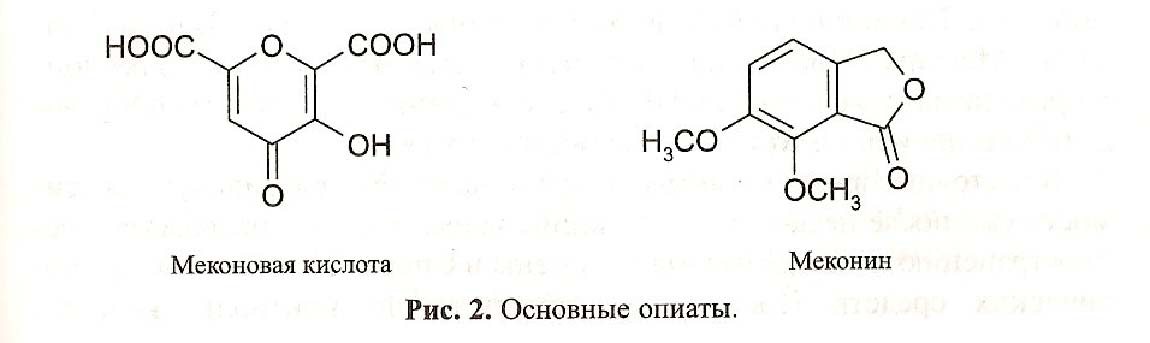 HOOC O COOH
OH
O
O
H₃CO
OCH₃ O
Меконовая кислота Меконин
Рис. 2. Основные опиаты.